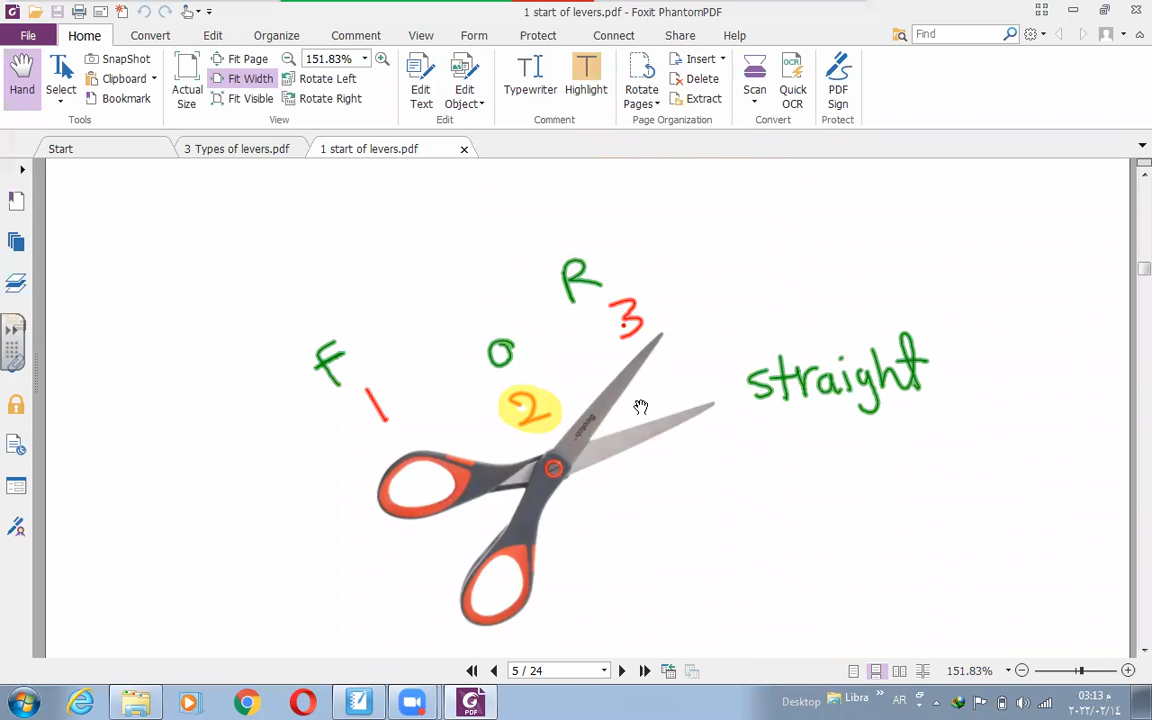 1 start of levers.pdf - Foxit PhantomPDF
File Home Convert Edit Organize Comment View Form Protect Connect Share Help Find
SnapShot Fit Page 151.83% Insert
Clipboard Fit Width Rotate Left Delete
Bookmark Fit Visible Rotate Right Extract
Hand Select Actual Size Edit Text Edit Object Typewriter Highlight Rotate Pages Scan Quick OCR PDF Sign
Tools View Edit Comment Page Organization Convert Protect
Start 3 Types of levers.pdf 1 start of levers.pdf
R
3
F O straight
1 2
Scotch
5 / 24 151.83%
Desktop Libra AR 03:13 م
٢٠٢٢/٠٢/١٤